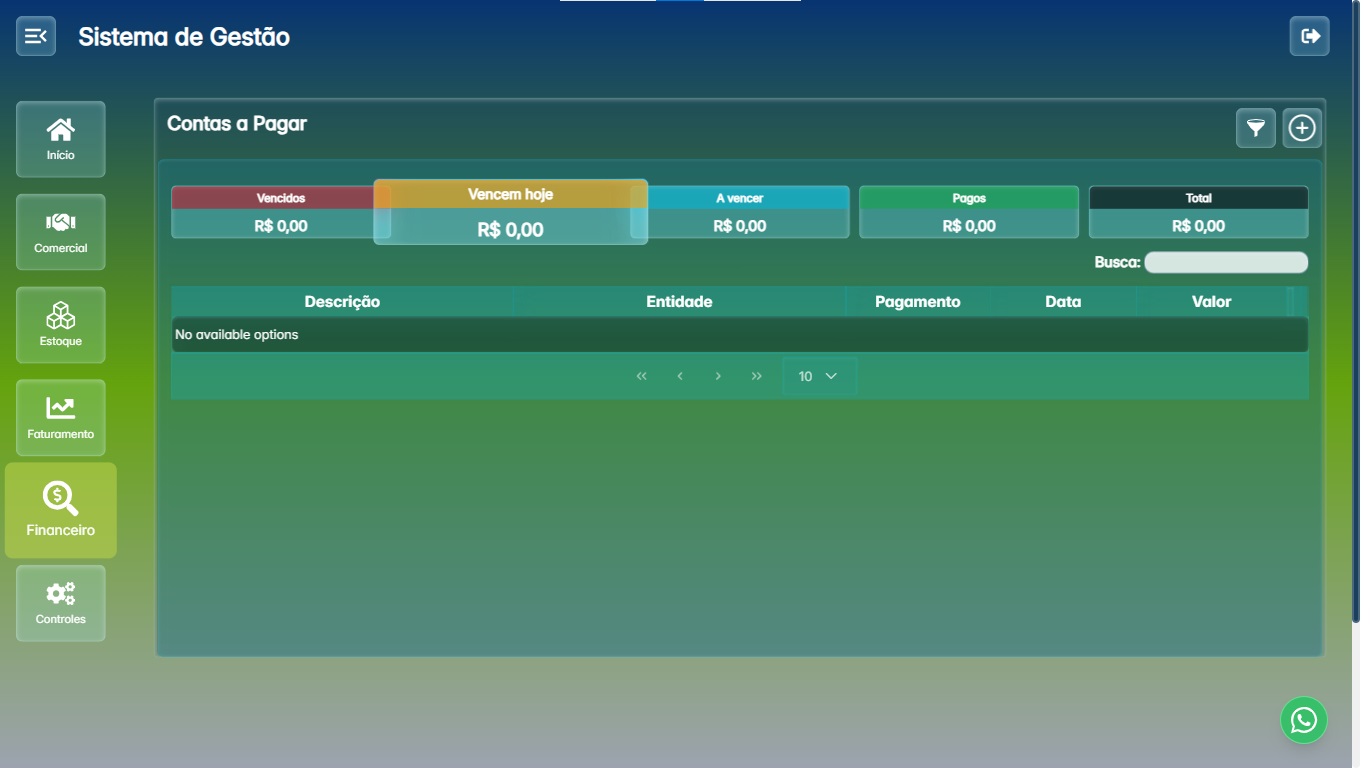 Sistema de Gestão
Início
Comercial
Estoque
Faturamento
Financeiro
Controles
Contas a Pagar
Vencidos
R$ 0,00
Vencem hoje
R$ 0,00
A vencer
R$ 0,00
Pagos
R$ 0,00
Total
R$ 0,00
Busca:
Descrição Entidade Pagamento Data Valor
No available options
10